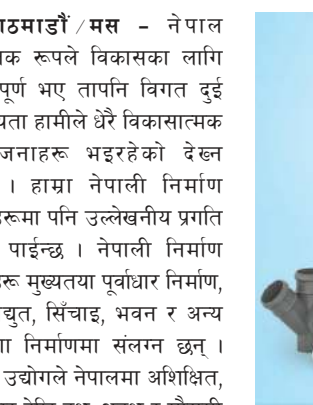 ाठमाडौं / मस – नेपाल
क रूपले विकासका लागि
पूर्ण भए तापनि विगत दुई
यता हामीले धेरै विकासात्मक
जनाहरू भइरहेको देख्न
। हाम्रा नेपाली निर्माण
हरूमा पनि उल्लेखनीय प्रगति
पाईन्छ । नेपाली निर्माण
हरू मुख्यतया पूर्वाधार निर्माण,
द्युत, सिँचाइ, भवन र अन्य
निर्माणमा संलग्न छन् ।
उद्योगले नेपालमा अशिक्षित,